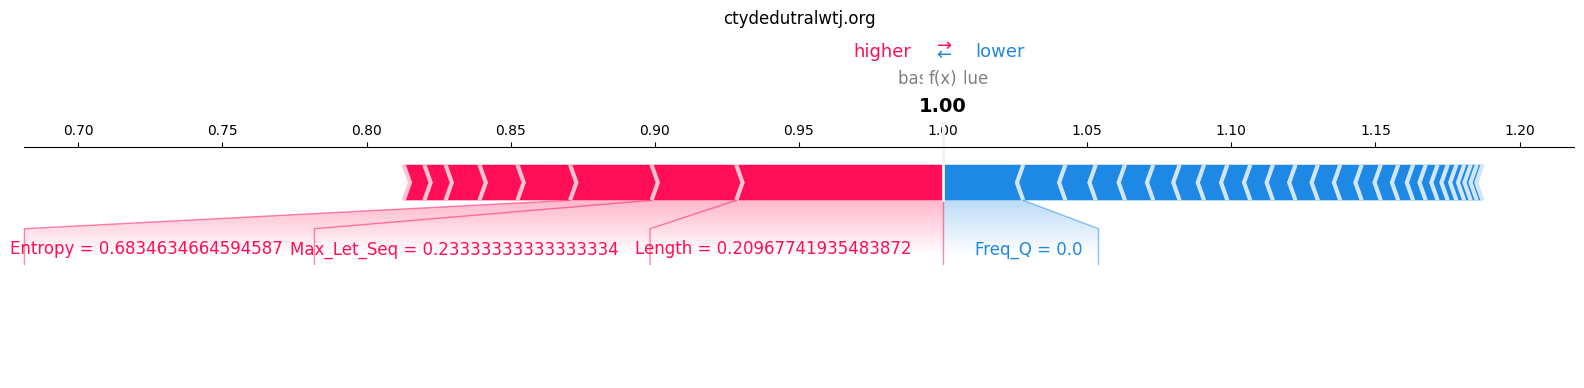 ctydedutralwtj.org
higher ⇄ lower
f(x)
1.00
0.70 0.75 0.80 0.85 0.90 0.95 1.00 1.05 1.10 1.15 1.20
Entropy = 0.6834634664594587 Max_Let_Seq = 0.23333333333333334 Length = 0.20967741935483872 Freq_Q = 0.0